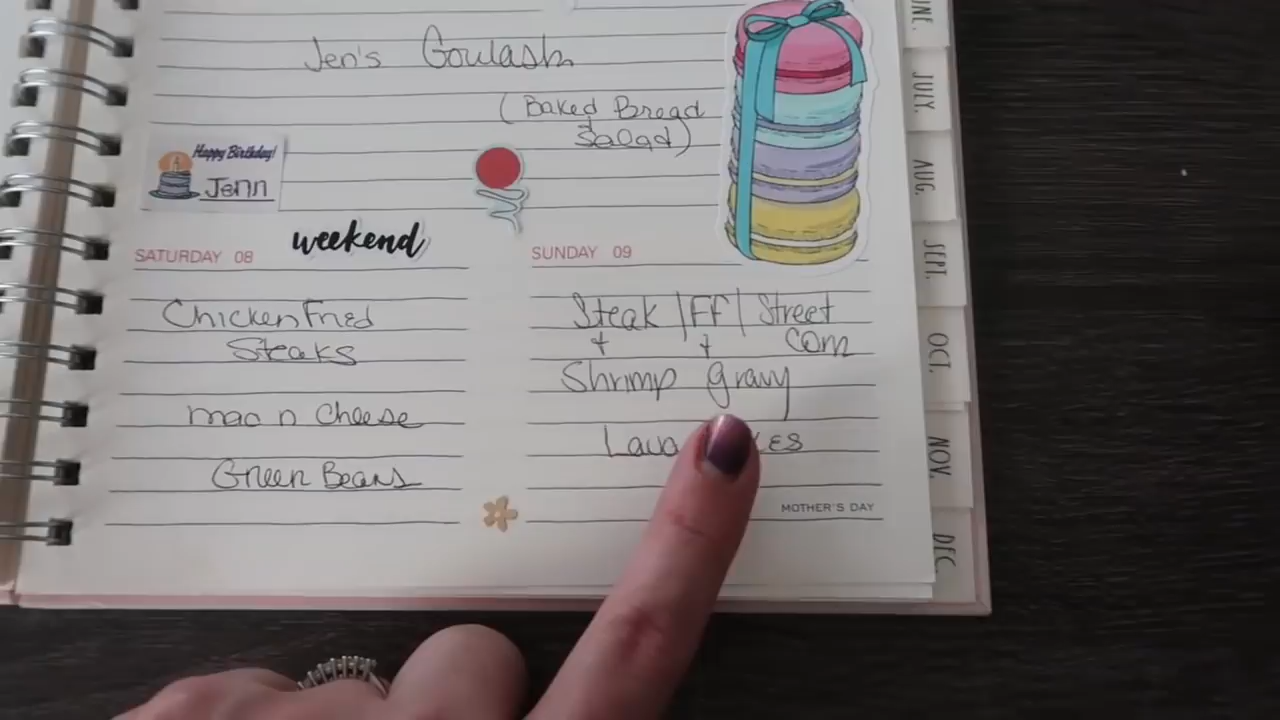 Jen's Goulash
(Baked Bread
& Salad)
Happy Birthday!
Jenn
weekend
SATURDAY 08
Chicken Fried
Steaks
mac n Cheese
Green Beans
SUNDAY 09
Steak | FF | Street
+ + Corn
Shrimp gravy
Lava
MOTHER'S DAY
JULY.
AUG.
SEPT.
OCT.
NOV.
DEC.